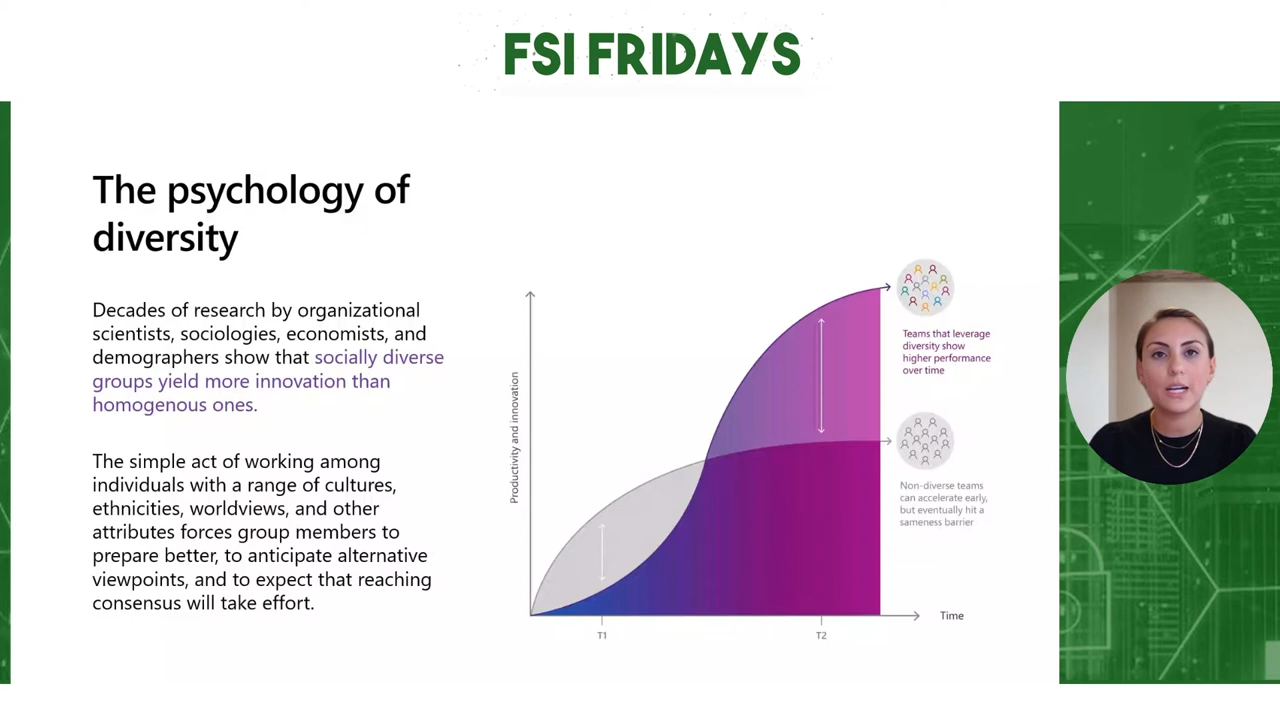 FSI FRIDAYS
The psychology of
diversity
Decades of research by organizational
scientists, sociologies, economists, and
demographers show that socially diverse
groups yield more innovation than
homogenous ones.
The simple act of working among
individuals with a range of cultures,
ethnicities, worldviews, and other
attributes forces group members to
prepare better, to anticipate alternative
viewpoints, and to expect that reaching
consensus will take effort.
Productivity and innovation
Teams that leverage
diversity show
higher performance
over time
Non-diverse teams
can accelerate early,
but eventually hit a
sameness barrier
Time
T1
T2